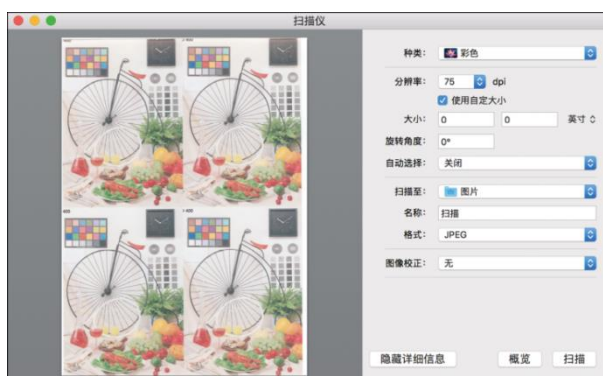 扫描仪
种类: 彩色
分辨率: 75 dpi
使用自定大小
大小: 0 0 英寸
旋转角度: 0°
自动选择: 关闭
扫描至: 图片
名称: 扫描
格式: JPEG
图像校正: 无
隐藏详细信息 概览 扫描